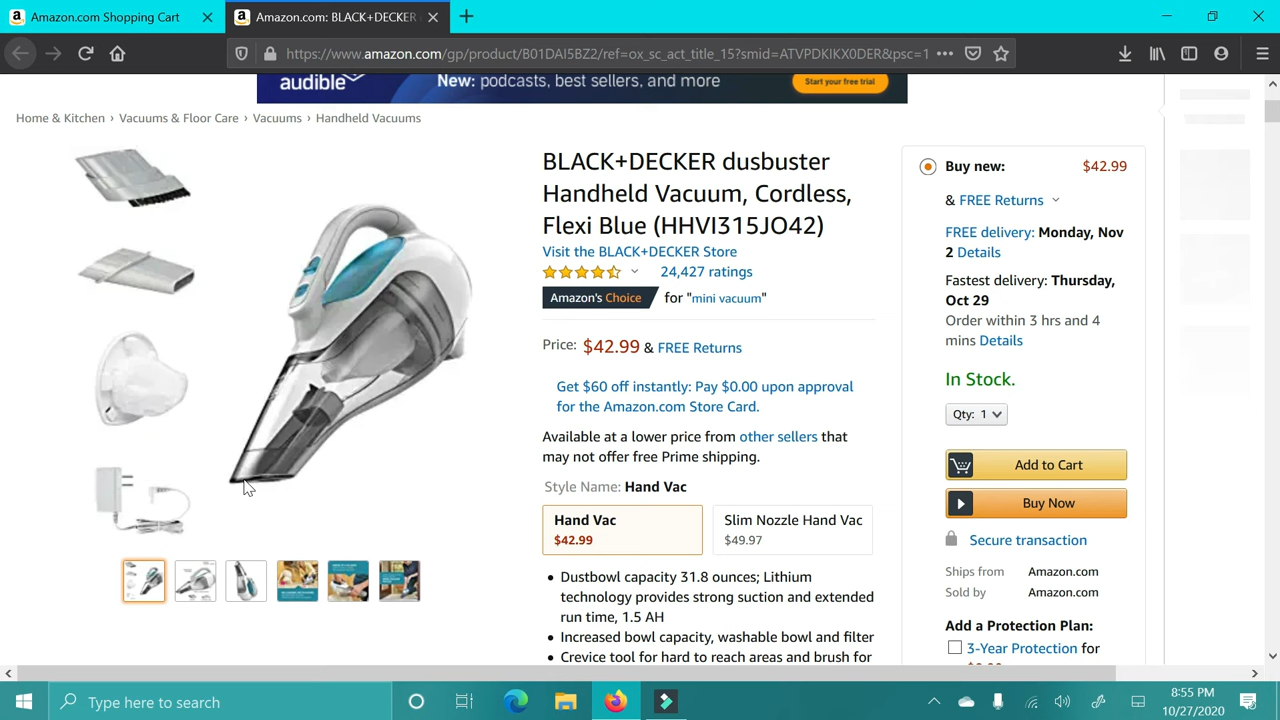 Amazon.com Shopping Cart
Amazon.com: BLACK+DECKER
https://www.amazon.com/gp/product/B01DAI5BZ2/ref=ox_sc_act_title_15?smid=ATVPDKIKX0DER&psc=1
audible
New: podcasts, best sellers, and more
Start your free trial
Home & Kitchen › Vacuums & Floor Care › Vacuums › Handheld Vacuums
BLACK+DECKER dusbuster
Handheld Vacuum, Cordless,
Flexi Blue (HHVI315JO42)
Visit the BLACK+DECKER Store
24,427 ratings
Amazon's Choice for "mini vacuum"
Price: $42.99 & FREE Returns
Get $60 off instantly: Pay $0.00 upon approval
for the Amazon.com Store Card.
Available at a lower price from other sellers that
may not offer free Prime shipping.
Style Name: Hand Vac
Hand Vac
$42.99
Slim Nozzle Hand Vac
$49.97
• Dustbowl capacity 31.8 ounces; Lithium
technology provides strong suction and extended
run time, 1.5 AH
• Increased bowl capacity, washable bowl and filter
• Crevice tool for hard to reach areas and brush for
Buy new: $42.99
& FREE Returns
FREE delivery: Monday, Nov
2 Details
Fastest delivery: Thursday,
Oct 29
Order within 3 hrs and 4
mins Details
In Stock.
Qty: 1
Add to Cart
Buy Now
Secure transaction
Ships from Amazon.com
Sold by Amazon.com
Add a Protection Plan:
3-Year Protection for
Type here to search
8:55 PM
10/27/2020